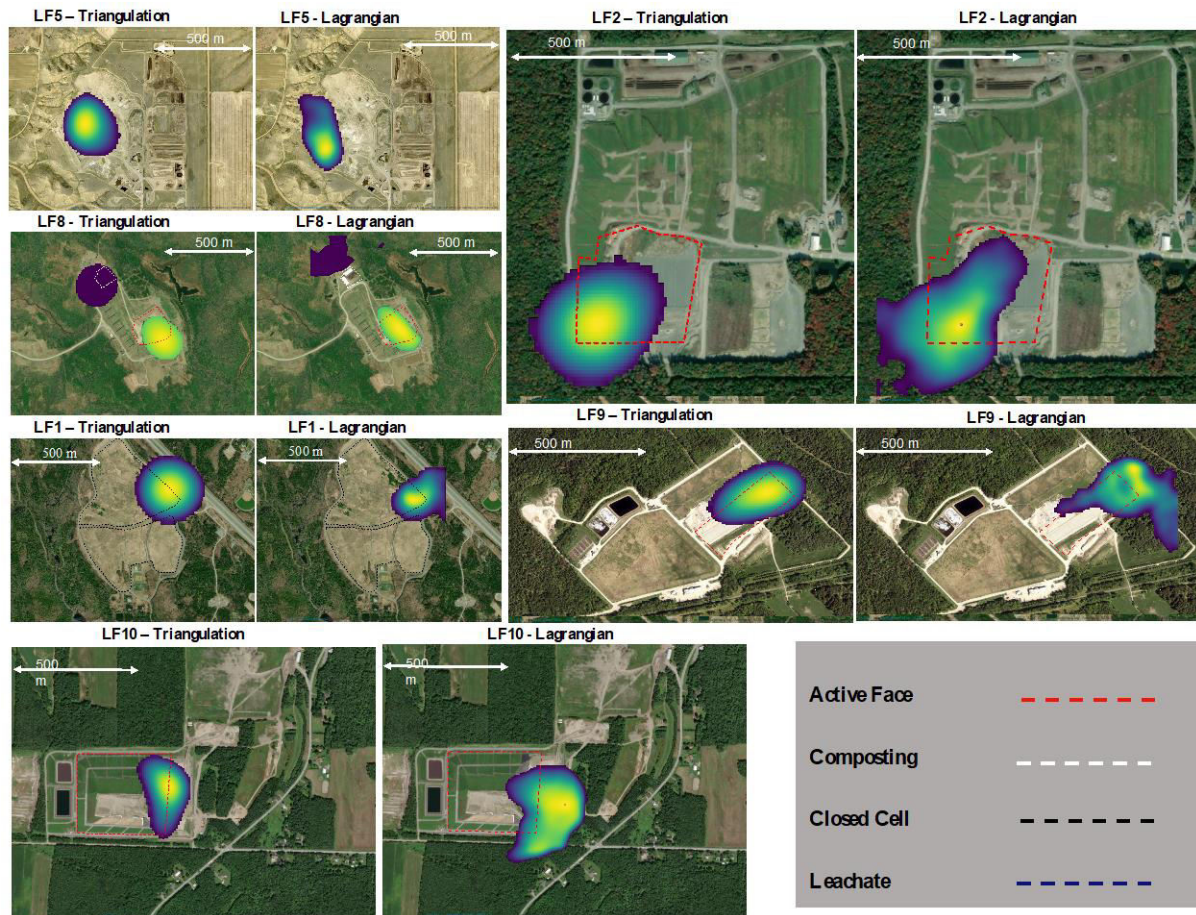 LF5 – Triangulation
LF5 - Lagrangian
LF2 – Triangulation
LF2 - Lagrangian
500 m
500 m
500 m
500 m
LF8 - Triangulation
LF8 - Lagrangian
500 m
500 m
LF1 - Triangulation
LF1 - Lagrangian
LF9 – Triangulation
LF9 - Lagrangian
500 m
500 m
500 m
500 m
LF10 – Triangulation
LF10 - Lagrangian
500
m
500
m
Active Face
Composting
Closed Cell
Leachate